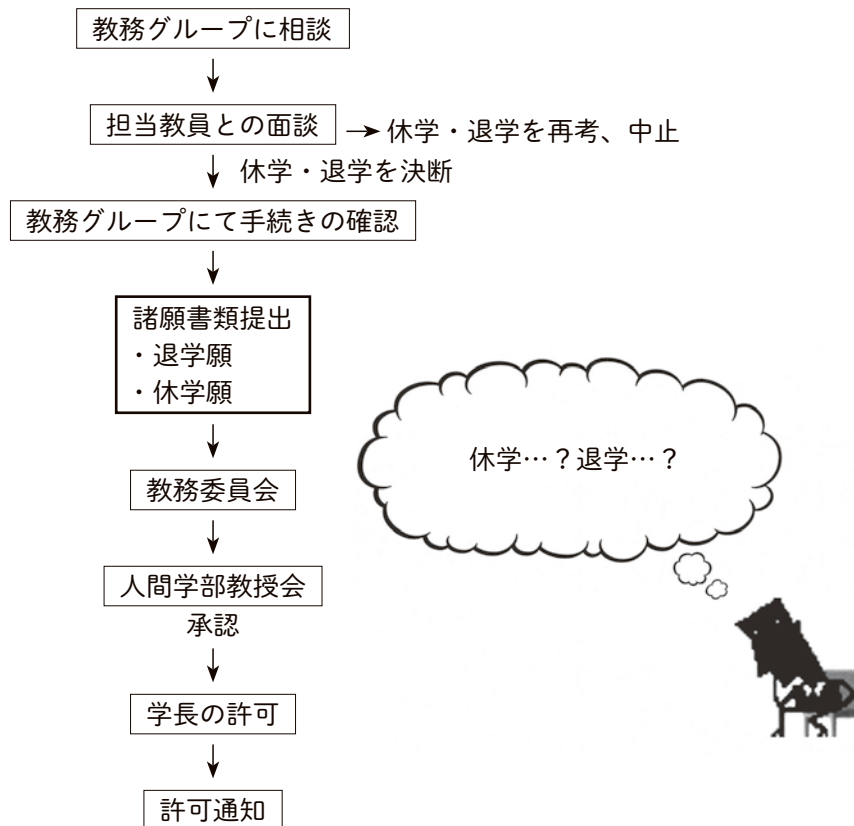 教務グループに相談
担当教員との面談
→ 休学・退学を再考、中止
休学・退学を決断
教務グループにて手続きの確認
諸願書類提出
・退学願
・休学願
休学…？退学…？
教務委員会
人間学部教授会
承認
学長の許可
許可通知